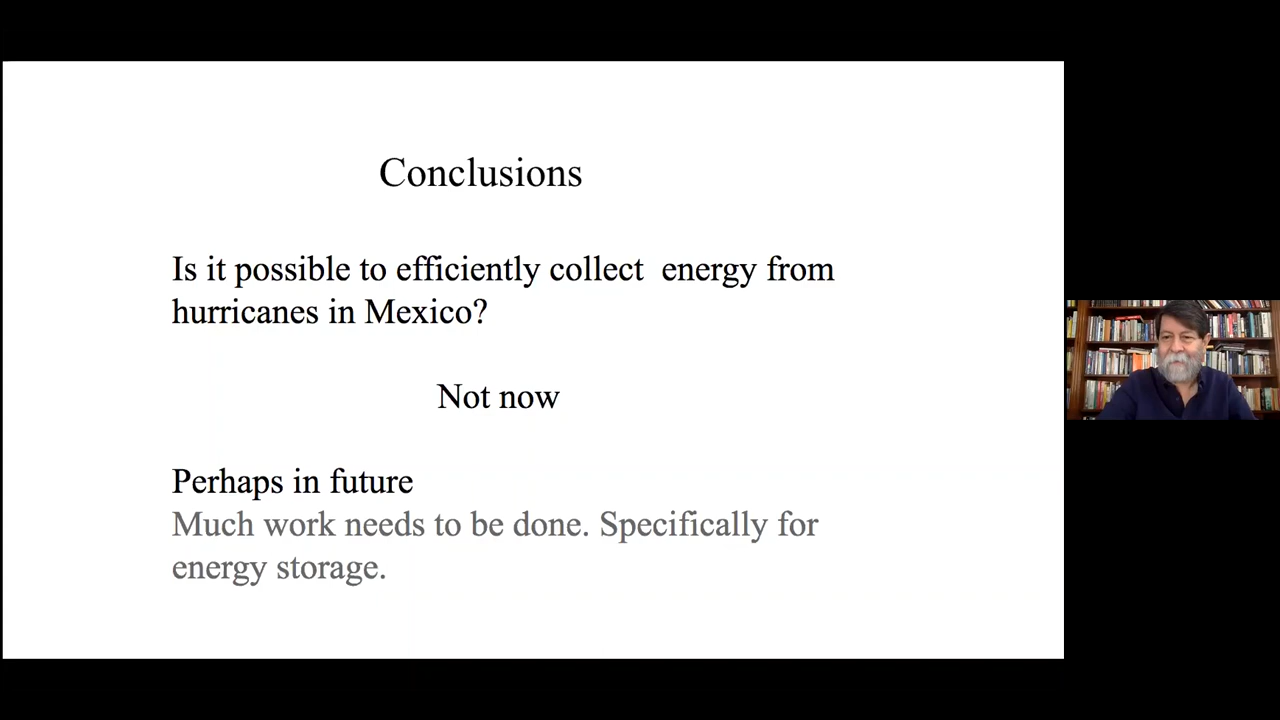 Conclusions
Is it possible to efficiently collect energy from
hurricanes in Mexico?
Not now
Perhaps in future
Much work needs to be done. Specifically for
energy storage.